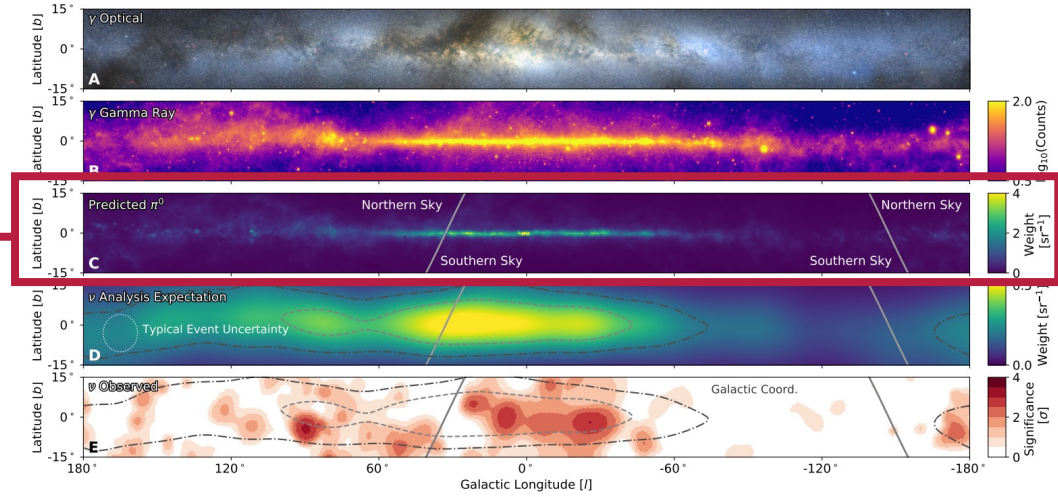 15°
0°
-15°
Latitude [b]
γ Optical
A
15°
0°
Latitude [b]
γ Gamma Ray
B
2.0
log₁₀(Counts)
0.5
15°
0°
-15°
Latitude [b]
Predicted π⁰
Northern Sky
Northern Sky
Southern Sky
Southern Sky
C
4
2
0
Weight
[sr⁻¹]
15°
0°
-15°
Latitude [b]
ν Analysis Expectation
Typical Event Uncertainty
D
0.0
Weight [sr⁻¹]
15°
0°
-15°
Latitude [b]
ν Observed
Galactic Coord.
E
4
2
0
Significance
[σ]
180°
120°
60°
0°
-60°
-120°
-180°
Galactic Longitude [l]